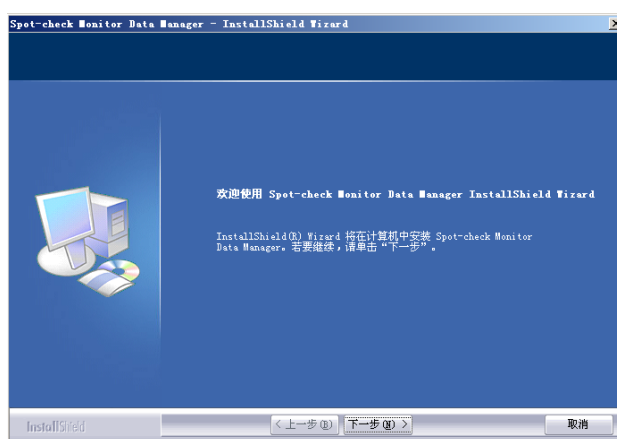 Spot-check Monitor Data Manager - InstallShield Wizard
欢迎使用 Spot-check Monitor Data Manager InstallShield Wizard
InstallShield(R) Wizard 将在计算机中安装 Spot-check Monitor
Data Manager。若要继续，请单击“下一步”。
InstallShield
< 上一步(B) 下一步(N) > 取消